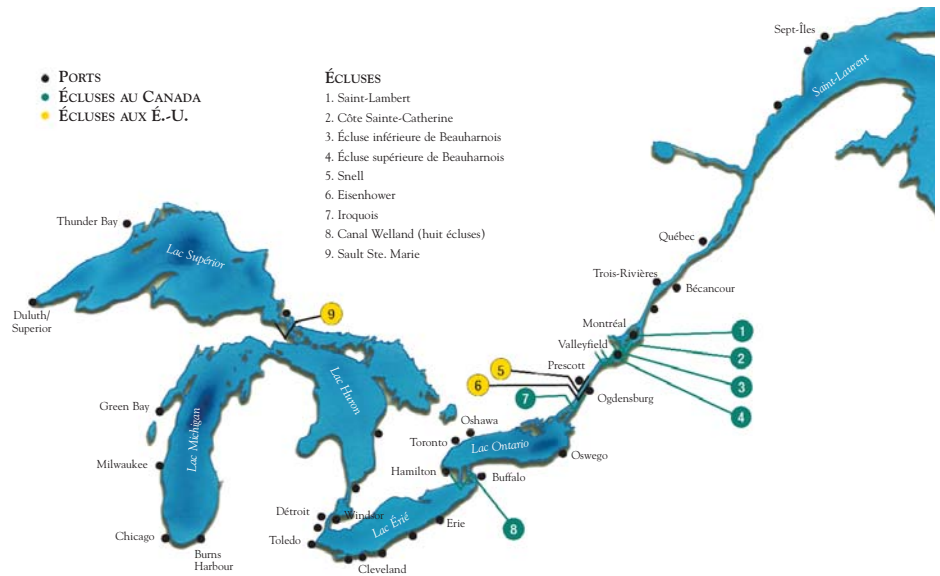 PORTS
ÉCLUSES AU CANADA
ÉCLUSES AUX É.-U.
ÉCLUSES
1. Saint-Lambert
2. Côte Sainte-Catherine
3. Écluse inférieure de Beauharnois
4. Écluse supérieure de Beauharnois
5. Snell
6. Eisenhower
7. Iroquois
8. Canal Welland (huit écluses)
9. Sault Ste. Marie
Sept-Îles
Saint-Laurent
Thunder Bay
Lac Supérior
Québec
Trois-Rivières
Bécancour
Duluth/
Superior
9
Montréal
1
Valleyfield
2
Prescott
5
3
6
7
Ogdensburg
4
Green Bay
Lac Michigan
Lac Huron
Oshawa
Toronto
Lac Ontario
Oswego
Milwaukee
Hamilton
Buffalo
Détroit
Windsor
Lac Érié
Erie
8
Chicago
Burns
Harbour
Toledo
Cleveland